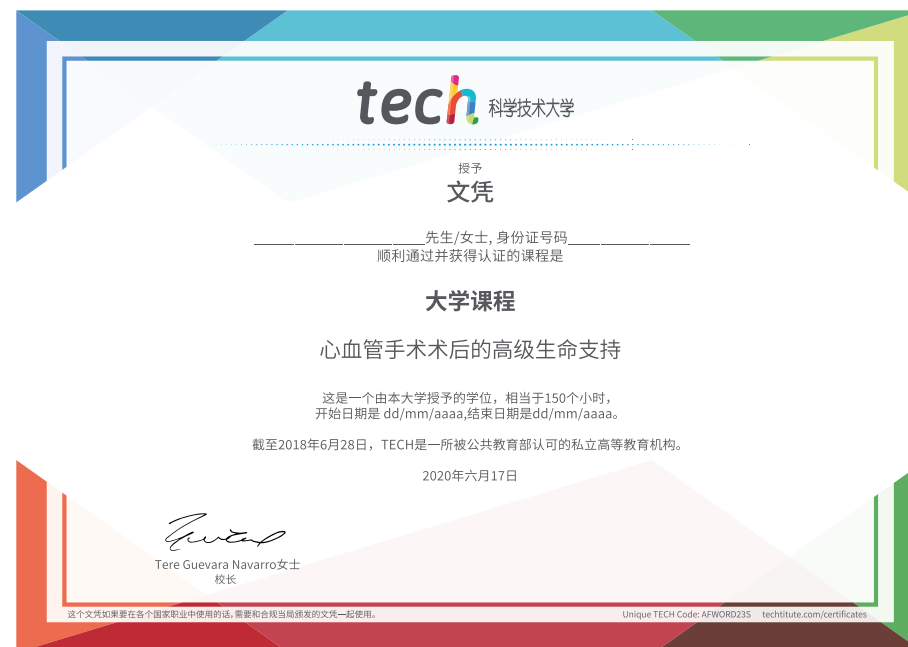 tech 科学技术大学
授予
文凭
先生/女士, 身份证号码
顺利通过并获得认证的课程是
大学课程
心血管手术术后的高级生命支持
这是一个由本大学授予的学位，相当于150个小时，
开始日期是 dd/mm/aaaa,结束日期是dd/mm/aaaa。
截至2018年6月28日，TECH是一所被公共教育部认可的私立高等教育机构。
2020年六月17日
Tere Guevara Navarro女士
校长
这个文凭如果要在各个国家职业中使用的话,需要和合规当局颁发的文凭一起使用。
Unique TECH Code: AFWORD23S techtitute.com/certificates